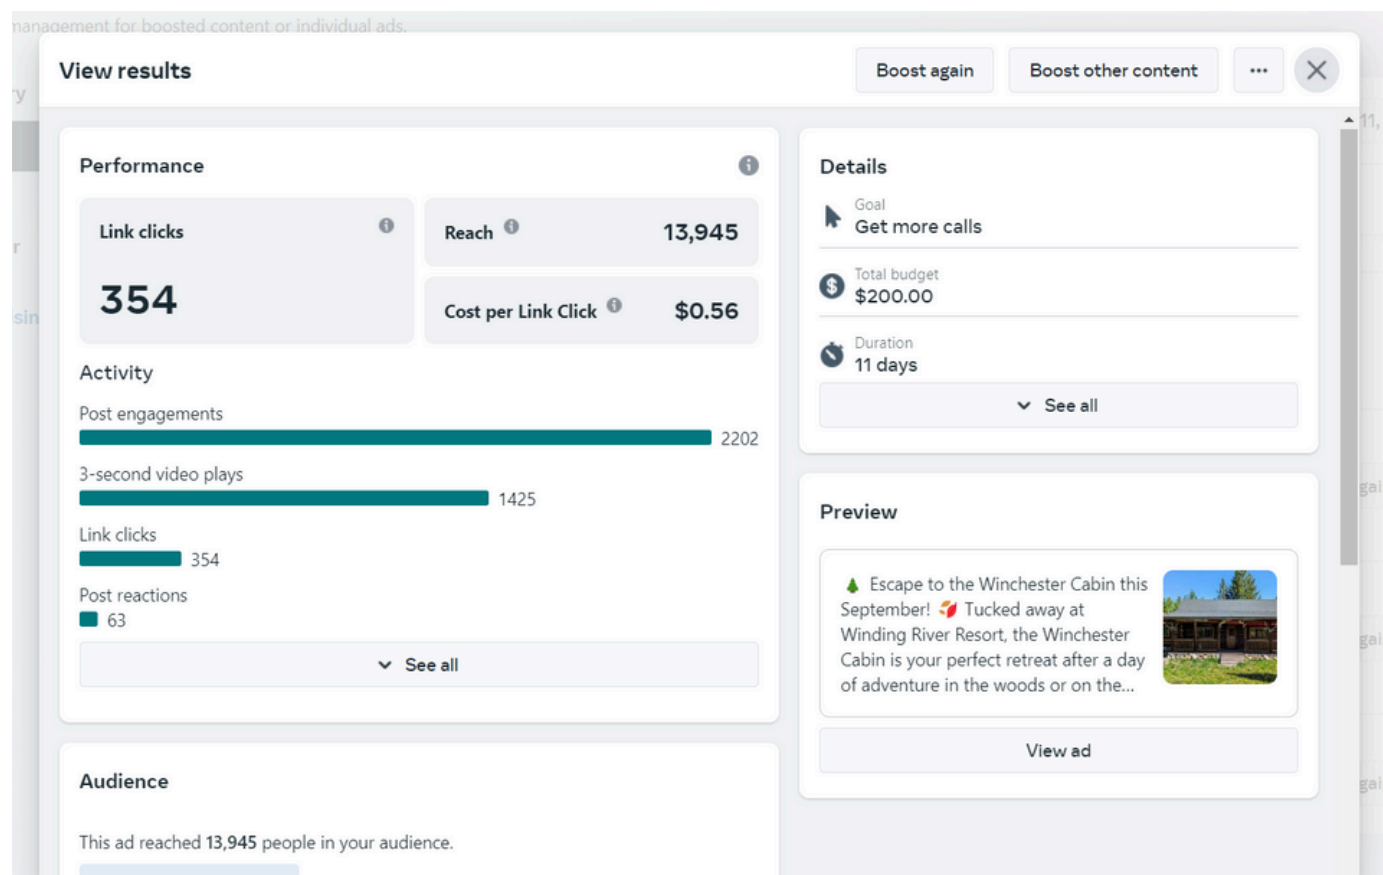 management for boosted content or individual ads.
View results
Boost again
Boost other content
Performance
Link clicks
354
Reach
13,945
Cost per Link Click
$0.56
Activity
Post engagements
2202
3-second video plays
1425
Link clicks
354
Post reactions
63
See all
Audience
This ad reached 13,945 people in your audience.
Details
Goal
Get more calls
Total budget
$200.00
Duration
11 days
See all
Preview
🌲 Escape to the Winchester Cabin this
September! 🍂 Tucked away at
Winding River Resort, the Winchester
Cabin is your perfect retreat after a day
of adventure in the woods or on the...
View ad
11,